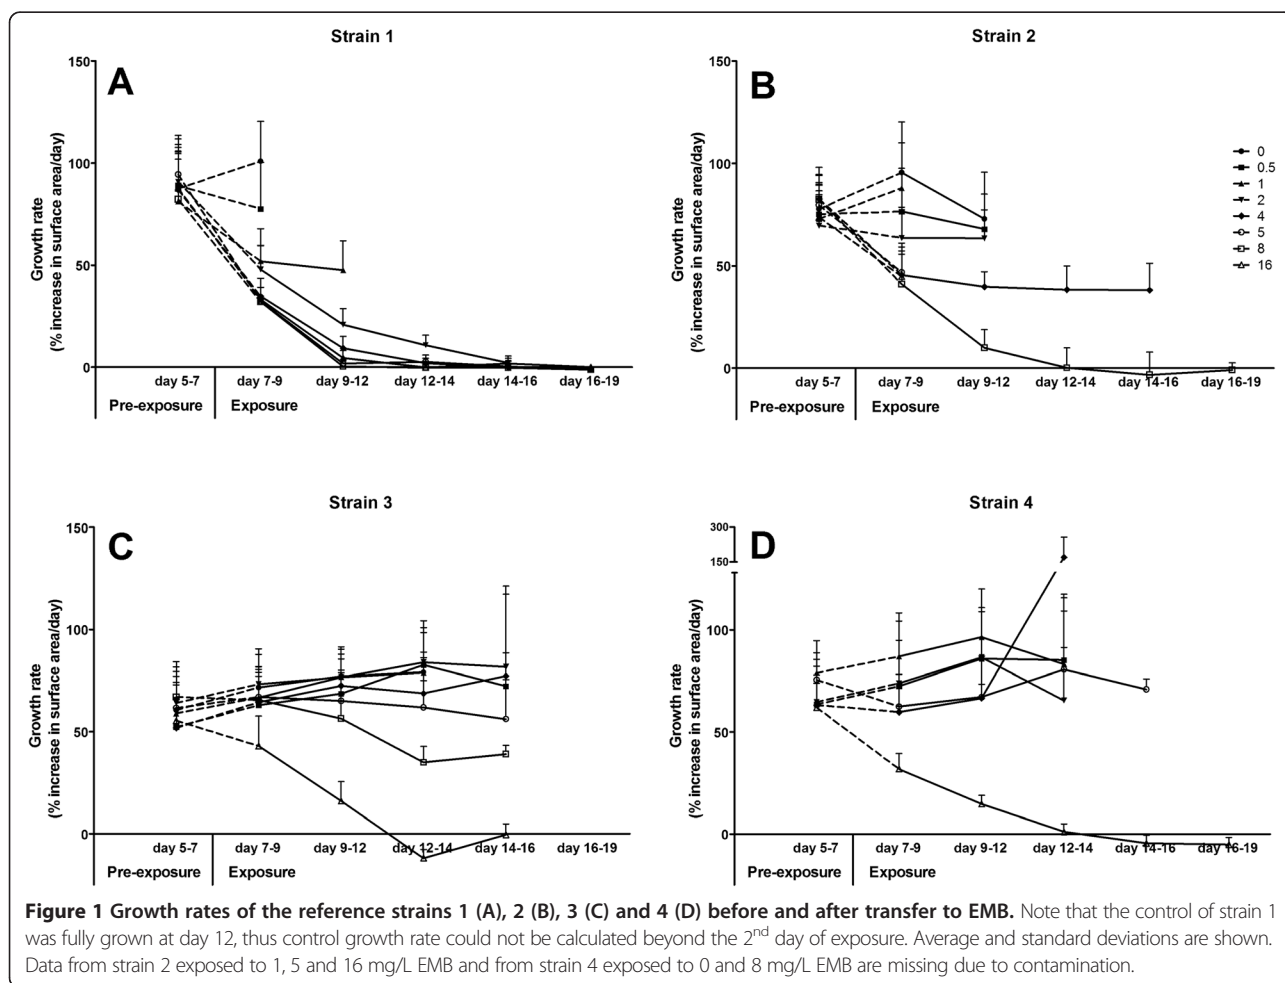 Strain 1
A
Growth rate
(% increase in surface area/day)
150
100
50
0
day 5-7 day 7-9 day 9-12 day 12-14 day 14-16 day 16-19
Pre-exposure Exposure
Strain 2
B
Growth rate
(% increase in surface area/day)
150
100
50
0
day 5-7 day 7-9 day 9-12 day 12-14 day 14-16 day 16-19
Pre-exposure Exposure
0
0.5
1
2
4
5
8
16
Strain 3
C
Growth rate
(% increase in surface area/day)
150
100
50
0
day 5-7 day 7-9 day 9-12 day 12-14 day 14-16 day 16-19
Pre-exposure Exposure
Strain 4
D
Growth rate
(% increase in surface area/day)
300
150
100
50
0
day 5-7 day 7-9 day 9-12 day 12-14 day 14-16 day 16-19
Pre-exposure Exposure
Figure 1 Growth rates of the reference strains 1 (A), 2 (B), 3 (C) and 4 (D) before and after transfer to EMB. Note that the control of strain 1
was fully grown at day 12, thus control growth rate could not be calculated beyond the 2nd day of exposure. Average and standard deviations are shown.
Data from strain 2 exposed to 1, 5 and 16 mg/L EMB and from strain 4 exposed to 0 and 8 mg/L EMB are missing due to contamination.